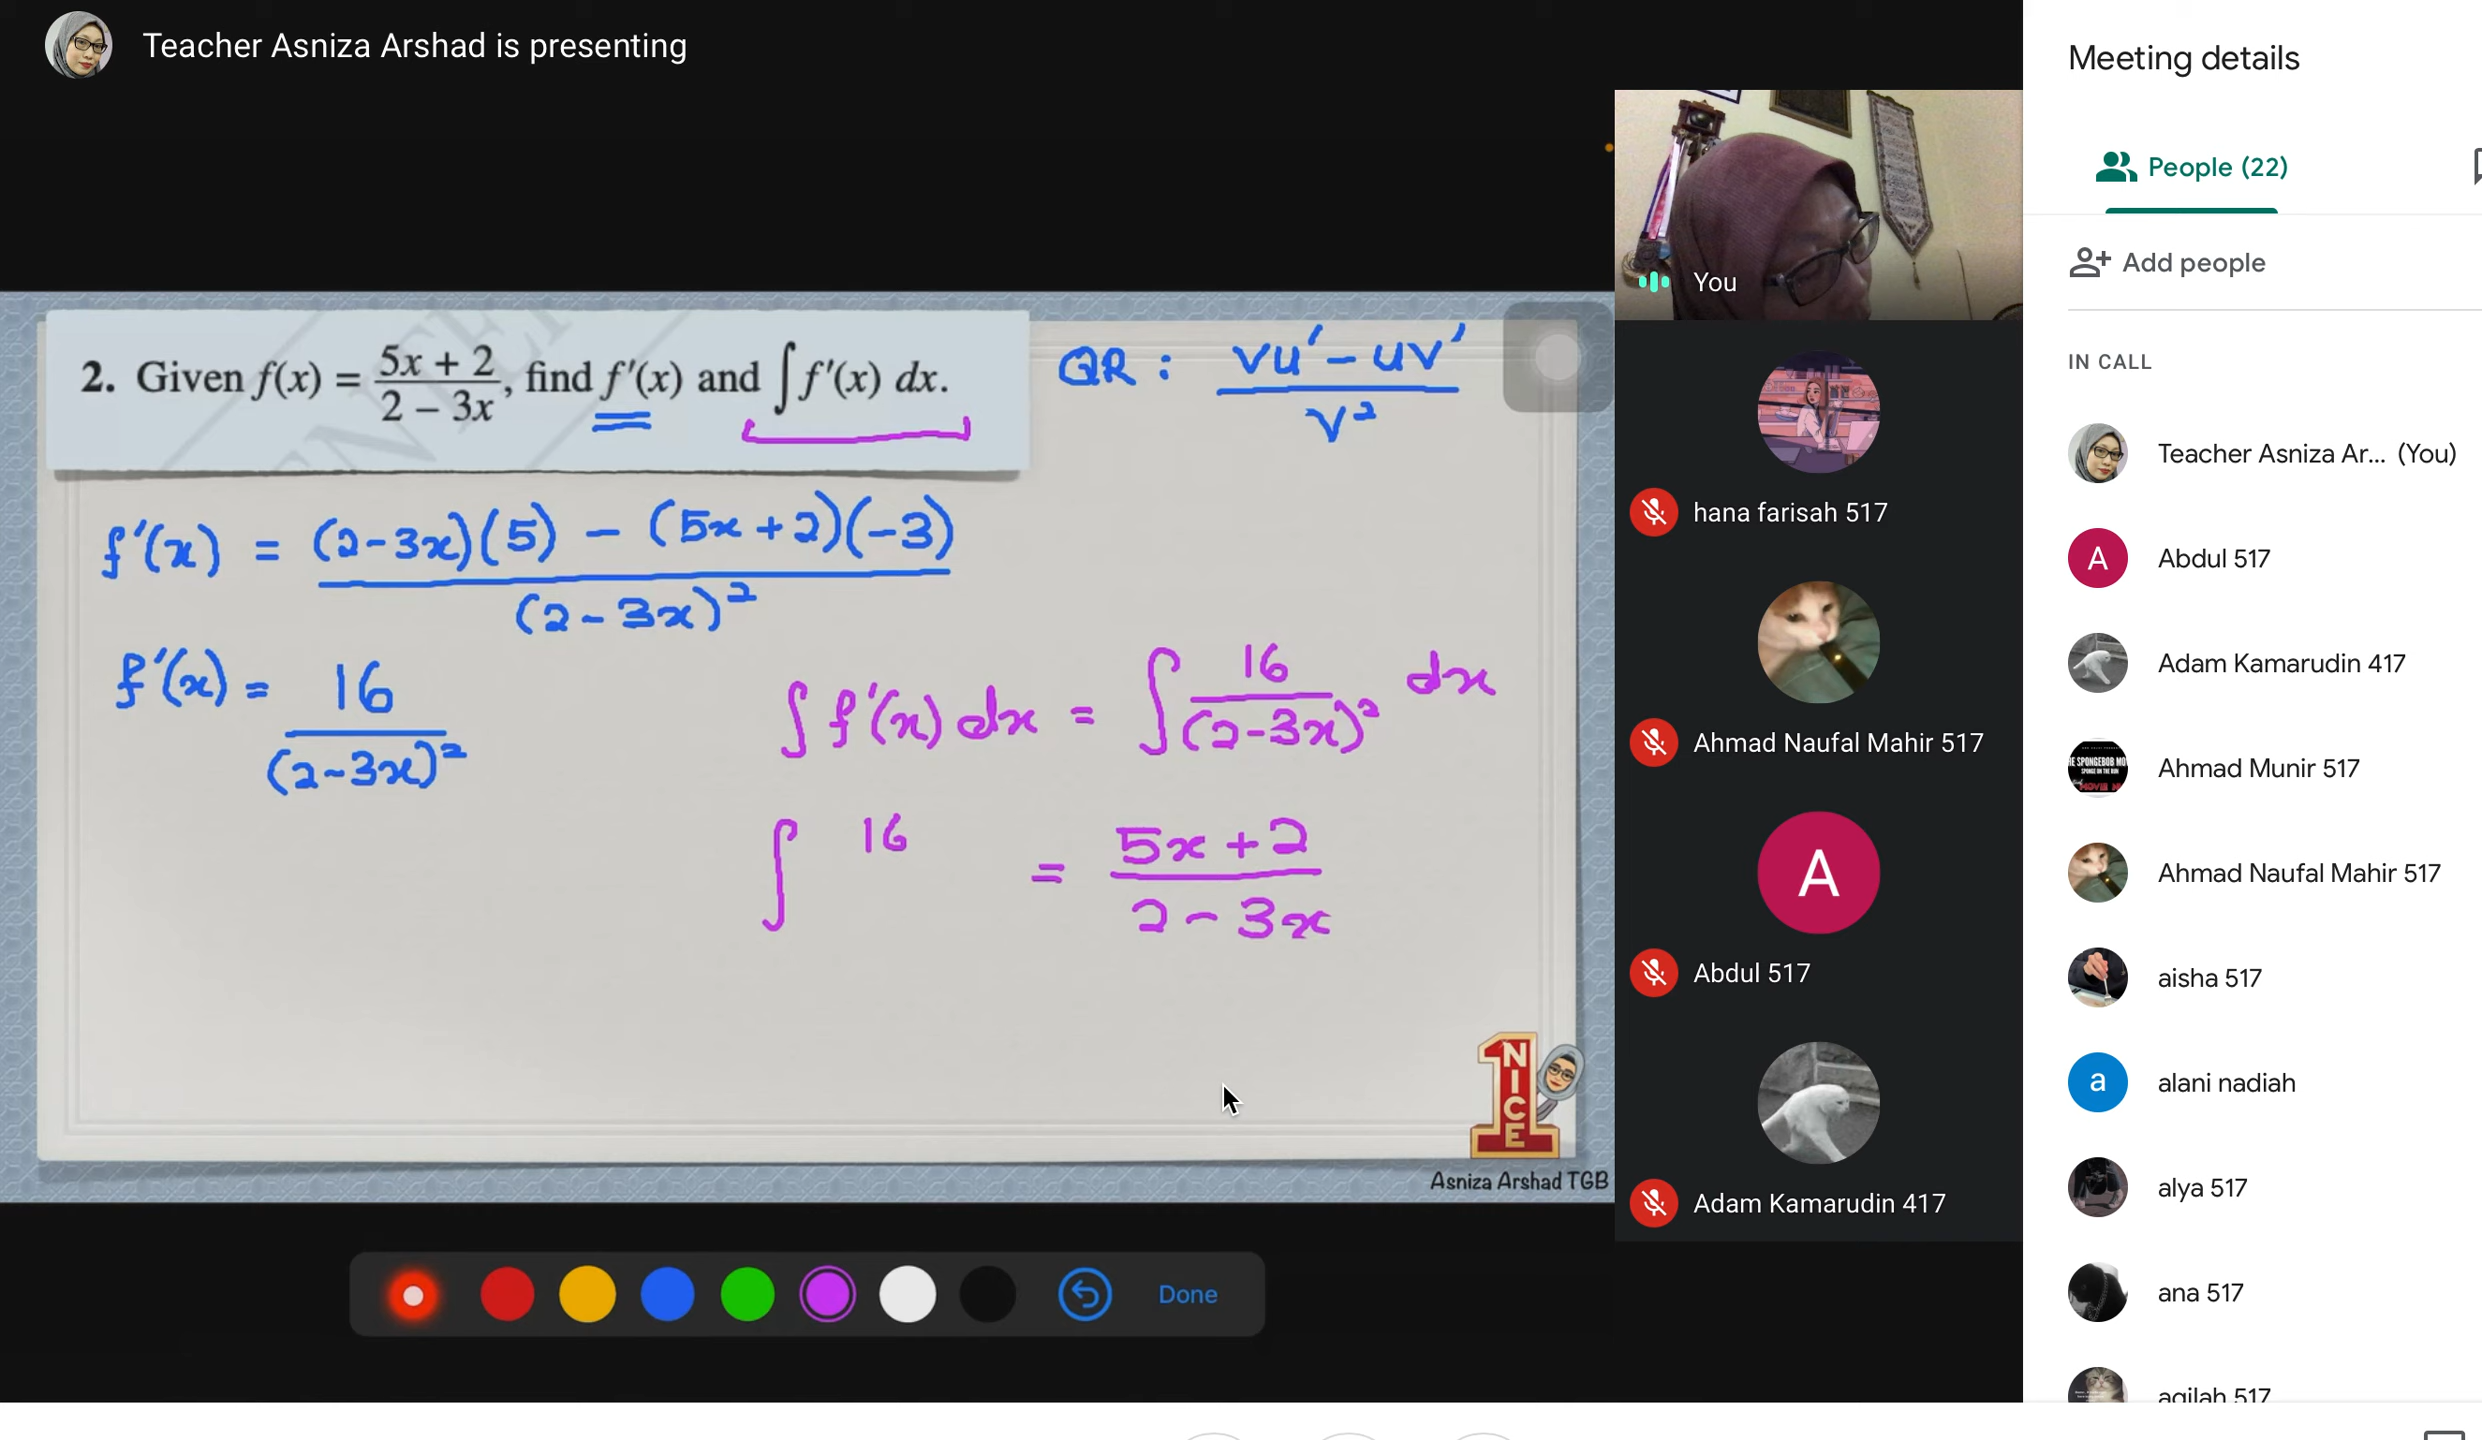 Teacher Asniza Arshad is presenting
2. Given f(x) = (5x + 2)/(2 – 3x), find f'(x) and ∫ f'(x) dx.
QR : (vu' - uv')/v²
f'(x) = ((2-3x)(5) - (5x+2)(-3))/(2-3x)²
f'(x) = 16/(2-3x)²
∫ f'(x) dx = ∫ 16/(2-3x)² dx
∫ 16 = (5x+2)/(2-3x)
1
NICE
Asniza Arshad TGB
Done
You
hana farisah 517
Ahmad Naufal Mahir 517
A
Abdul 517
Adam Kamarudin 417
Meeting details
People (22)
Add people
IN CALL
Teacher Asniza Ar... (You)
A Abdul 517
Adam Kamarudin 417
Ahmad Munir 517
Ahmad Naufal Mahir 517
aisha 517
a alani nadiah
alya 517
ana 517
aqilah 517